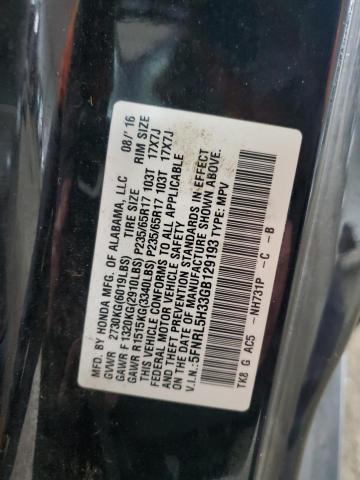 MFD. BY HONDA MFG. OF ALABAMA, LLC 08/'16
GVWR 2730KG(6019LBS) TIRE SIZE RIM SIZE
GAWR F 1320KG(2910LBS) P235/65R17 103T 17X7J
GAWR R1515KG(3340LBS) P235/65R17 103T 17X7J
THIS VEHICLE CONFORMS TO ALL APPLICABLE
FEDERAL MOTOR VEHICLE SAFETY
AND THEFT PREVENTION STANDARDS IN EFFECT
ON THE DATE OF MANUFACTURE SHOWN ABOVE.
V.I.N.:5FNRL5H33GB129193 TYPE: MPV
TK8 G AC5 -NH731P -C -B